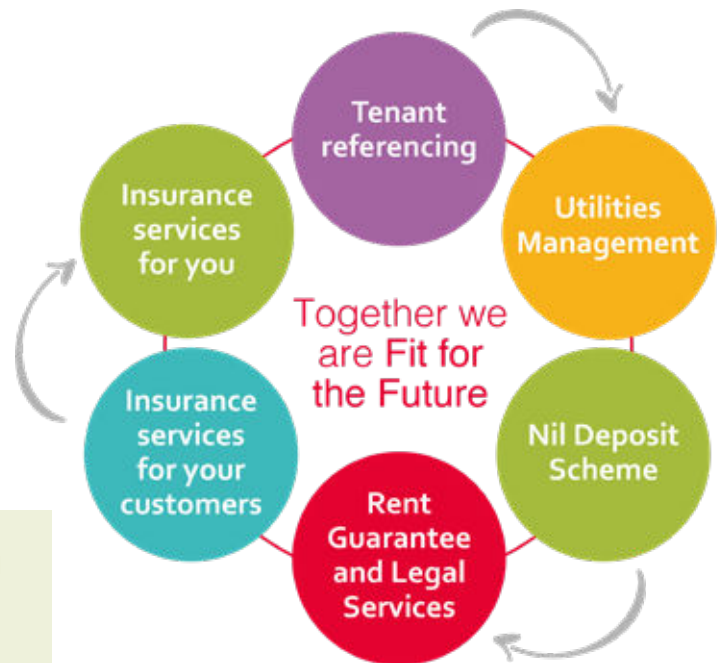 Tenant
referencing
Utilities
Management
Nil Deposit
Scheme
Rent
Guarantee
and Legal
Services
Insurance
services
for your
customers
Insurance
services
for you
Together we
are Fit for
the Future